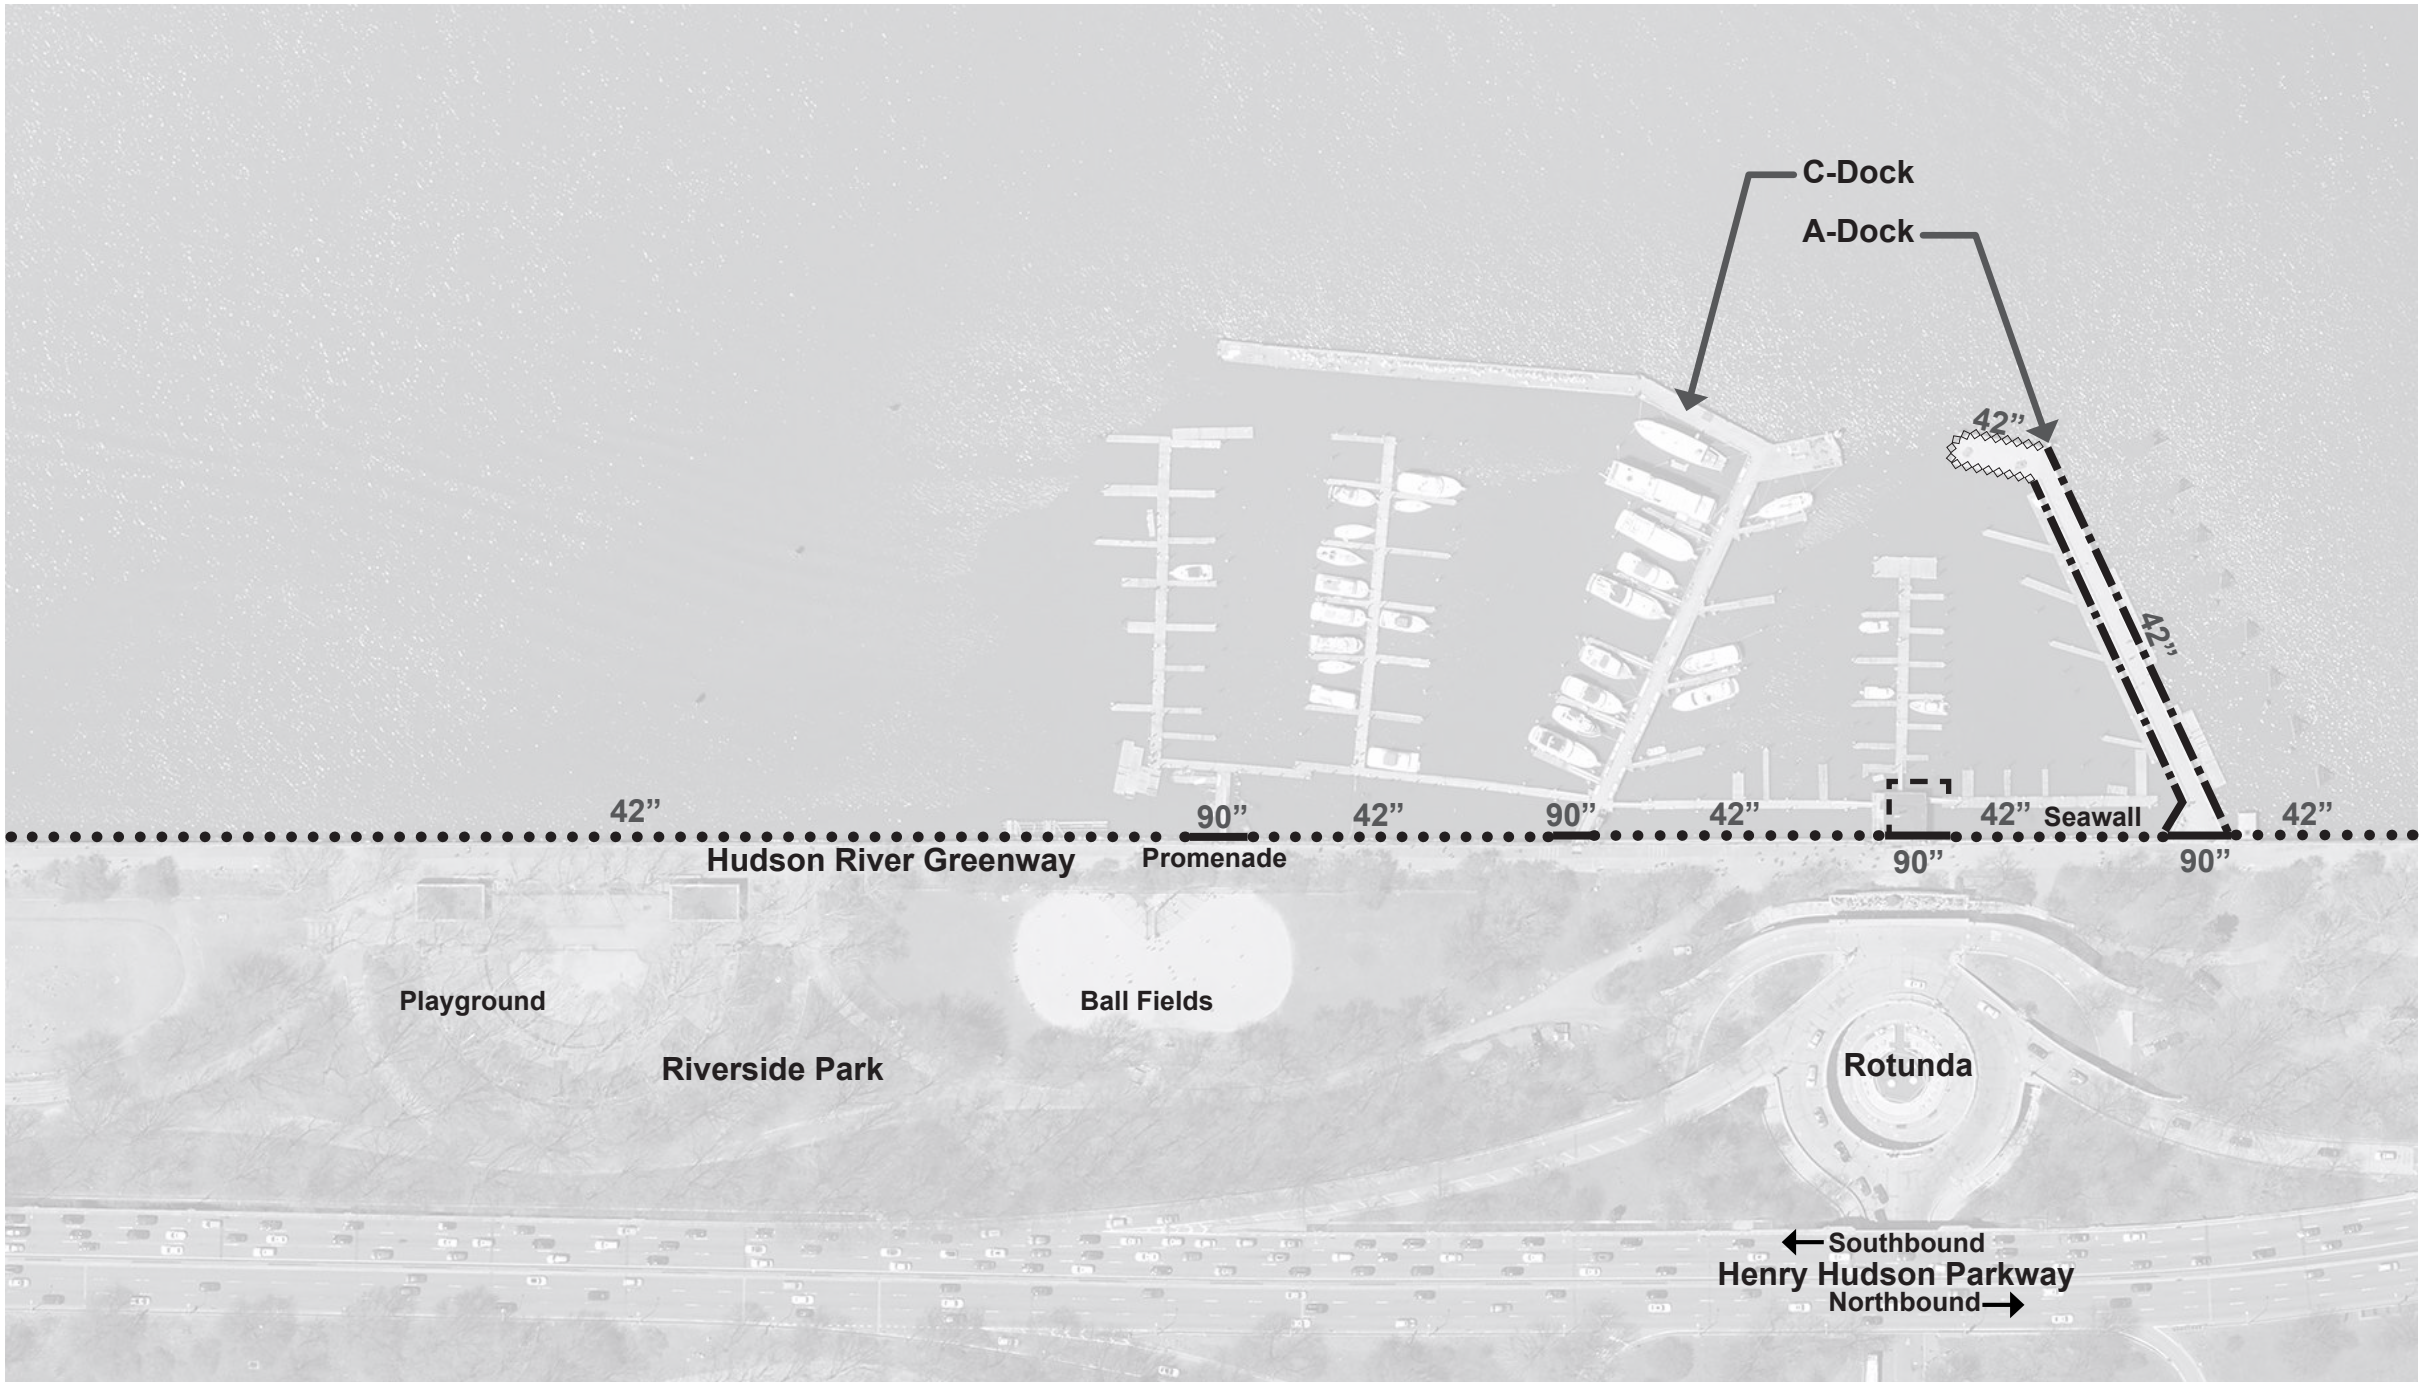 C-Dock
A-Dock
42”
42”
42”
90”
42”
90”
42”
42”
Seawall
42”
Hudson River Greenway
Promenade
90”
90”
Playground
Ball Fields
Riverside Park
Rotunda
Southbound
Henry Hudson Parkway
Northbound